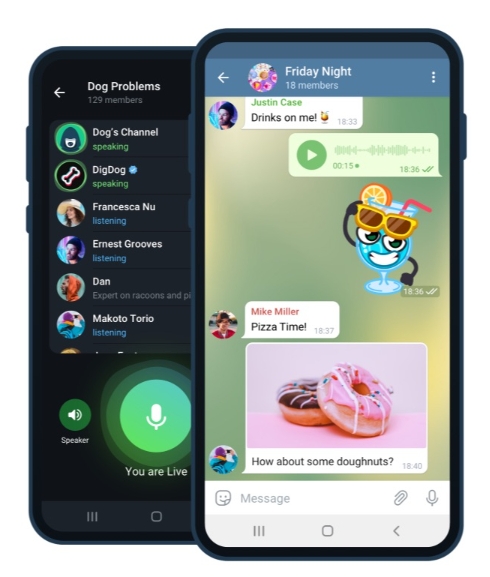 Dog Problems
129 members
Dog's Channel
speaking
DigDog
speaking
Francesca Nu
listening
Ernest Grooves
listening
Dan
Expert on racoons and
Makoto Torio
listening
Speaker
You are Live
Friday Night
18 members
Justin Case
Drinks on me! 18:33
00:15
18:36
18:36
Mike Miller
Pizza Time! 18:37
How about some doughnuts? 18:40
Message